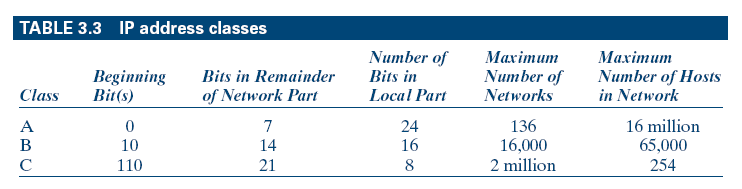 TABLE 3.3 IP address classes
Number of Maximum Maximum
Beginning Bits in Remainder Bits in Number of Number of Hosts
Class Bit(s) of Network Part Local Part Networks in Network
A 0 7 24 136 16 million
B 10 14 16 16,000 65,000
C 110 21 8 2 million 254